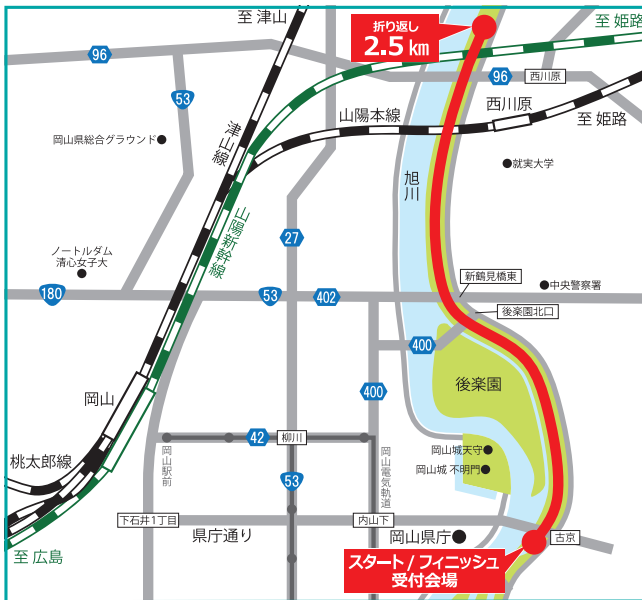 至 津山
折り返し
2.5 km
至 姫路
96
96
西川原
53
津山線
山陽本線
西川原
至 姫路
岡山県総合グラウンド
就実大学
旭川
山陽新幹線
27
ノートルダム
清心女子大
新鶴見橋東
中央警察署
180
53
402
後楽園北口
400
後楽園
岡山
400
42
柳川
岡山城天守
岡山城 不明門
桃太郎線
岡山駅前
53
岡山電気軌道
下石井1丁目
県庁通り
内山下
岡山県庁
古京
至 広島
スタート / フィニッシュ
受付会場